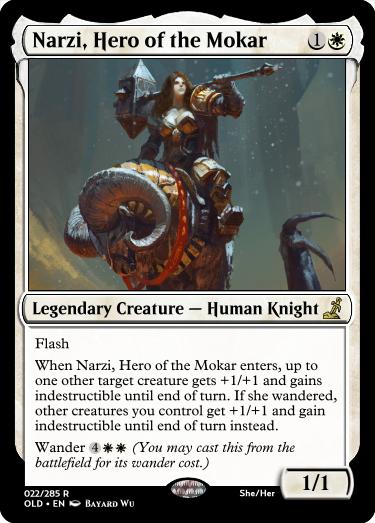 Narzi, Hero of the Mokar 1
Legendary Creature — Human Knight
Flash
When Narzi, Hero of the Mokar enters, up to
one other target creature gets +1/+1 and gains
indestructible until end of turn. If she wandered,
other creatures you control get +1/+1 and gain
indestructible until end of turn instead.
Wander 4 (You may cast this from the
battlefield for its wander cost.)
1/1
022/285 R
OLD • EN Bayard Wu
She/Her